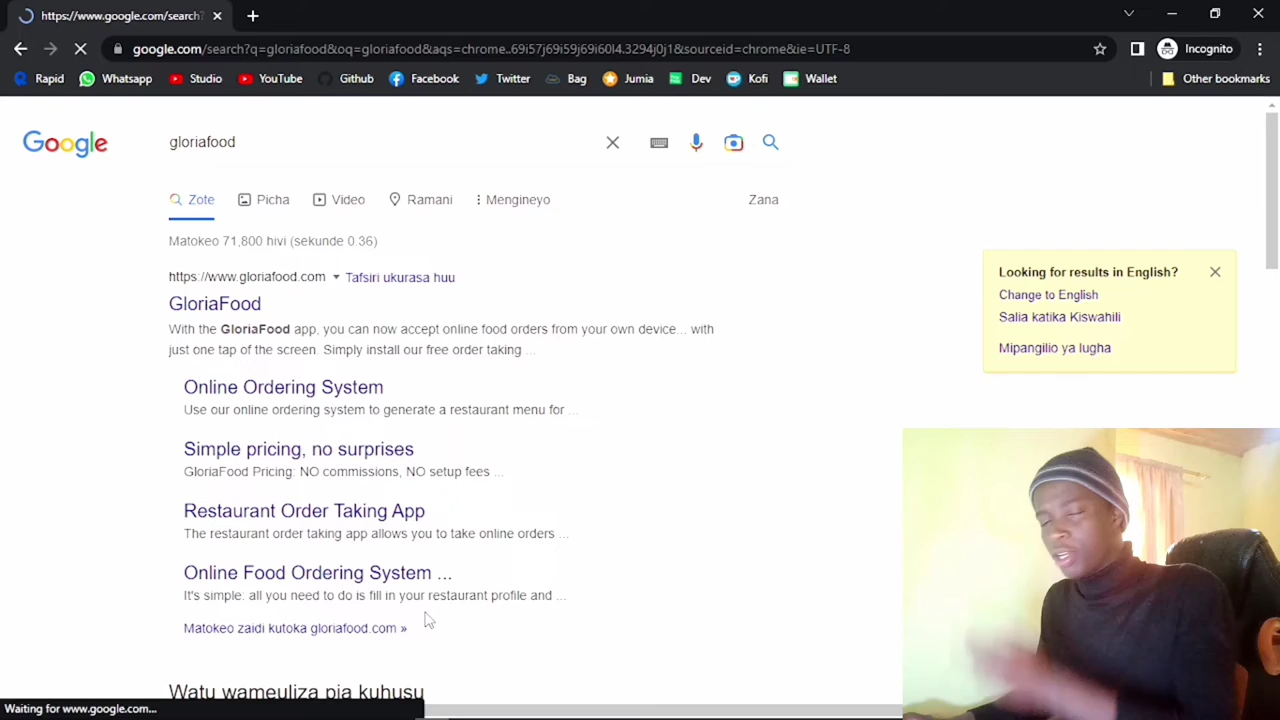 https://www.google.com/search?
google.com/search?q=gloriafood&oq=gloriafood&aqs=chrome..69i57j69i59j69i60l4.3294j0j1&sourceid=chrome&ie=UTF-8
Incognito
Rapid Whatsapp Studio YouTube Github Facebook Twitter Bag Jumia Dev Kofi Wallet Other bookmarks
Google gloriafood
Zote Picha Video Ramani Mengineyo Zana
Matokeo 71,800 hivi (sekunde 0.36)
https://www.gloriafood.com Tafsiri ukurasa huu
GloriaFood
With the GloriaFood app, you can now accept online food orders from your own device... with
just one tap of the screen. Simply install our free order taking ...
Online Ordering System
Use our online ordering system to generate a restaurant menu for ...
Simple pricing, no surprises
GloriaFood Pricing: NO commissions, NO setup fees ...
Restaurant Order Taking App
The restaurant order taking app allows you to take online orders ...
Online Food Ordering System ...
It's simple: all you need to do is fill in your restaurant profile and ...
Matokeo zaidi kutoka gloriafood.com »
Watu wameuliza pia kuhusu
Looking for results in English?
Change to English
Salia katika Kiswahili
Mipangilio ya lugha
Waiting for www.google.com...